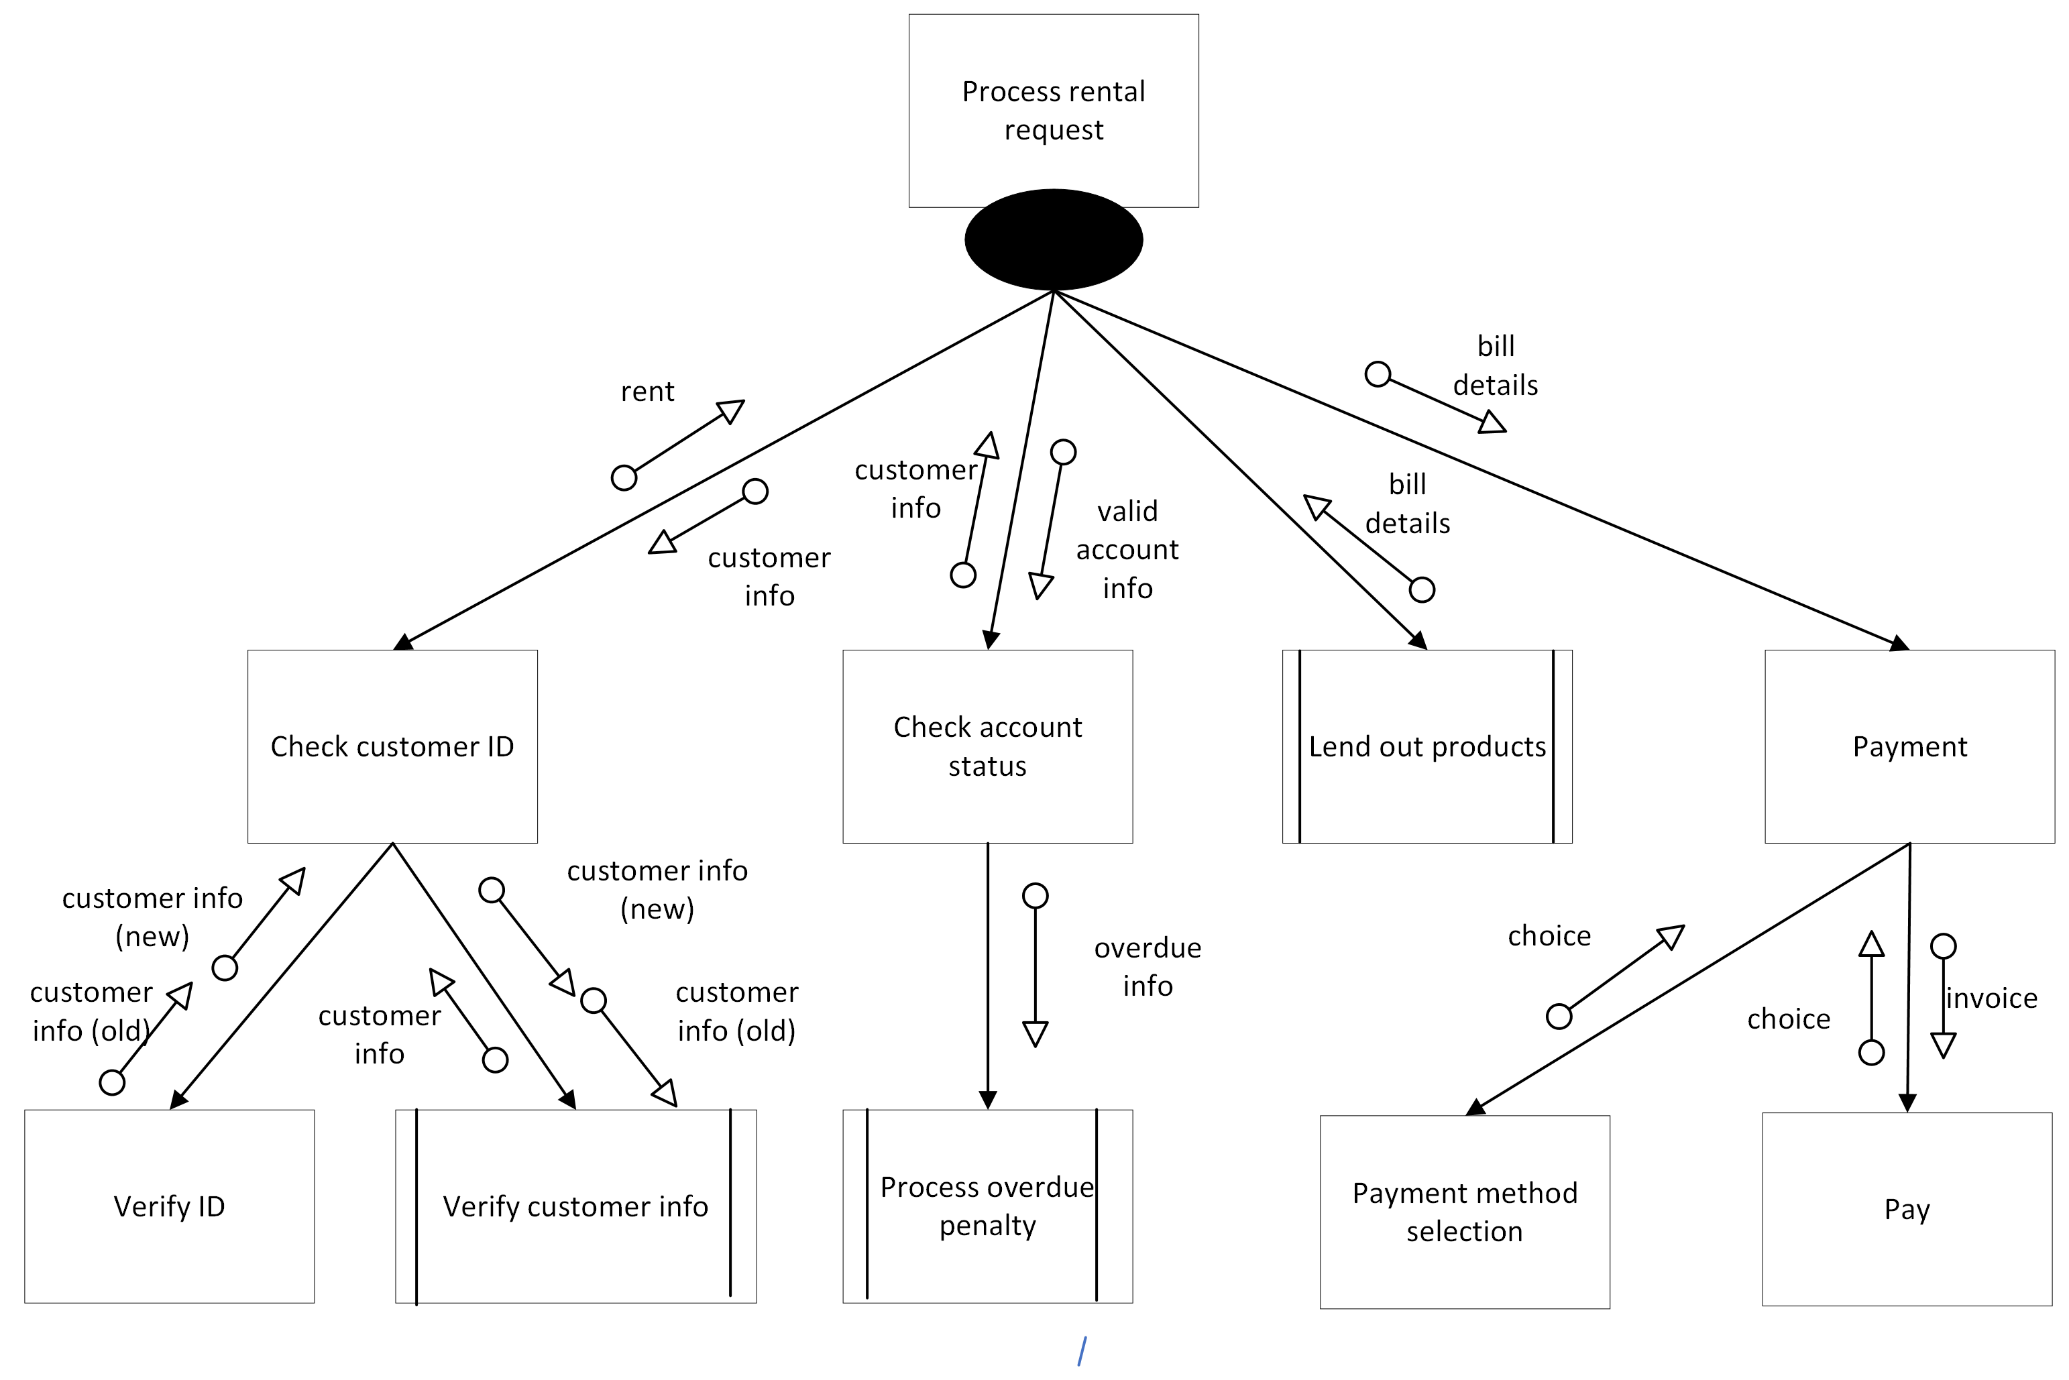 Process rental
request
bill
details
rent
customer
info
bill
details
valid
account
info
customer
info
Check customer ID
Check account
status
Lend out products
Payment
customer info
(new)
customer info
(new)
choice
overdue
info
customer
info (old)
customer
info (old)
customer
info
invoice
choice
Verify ID
Verify customer info
Process overdue
penalty
Payment method
selection
Pay